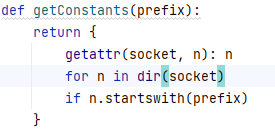 def getConstants(prefix):
    return {
        getattr(socket, n): n
        for n in dir(socket)
        if n.startswith(prefix)
    }